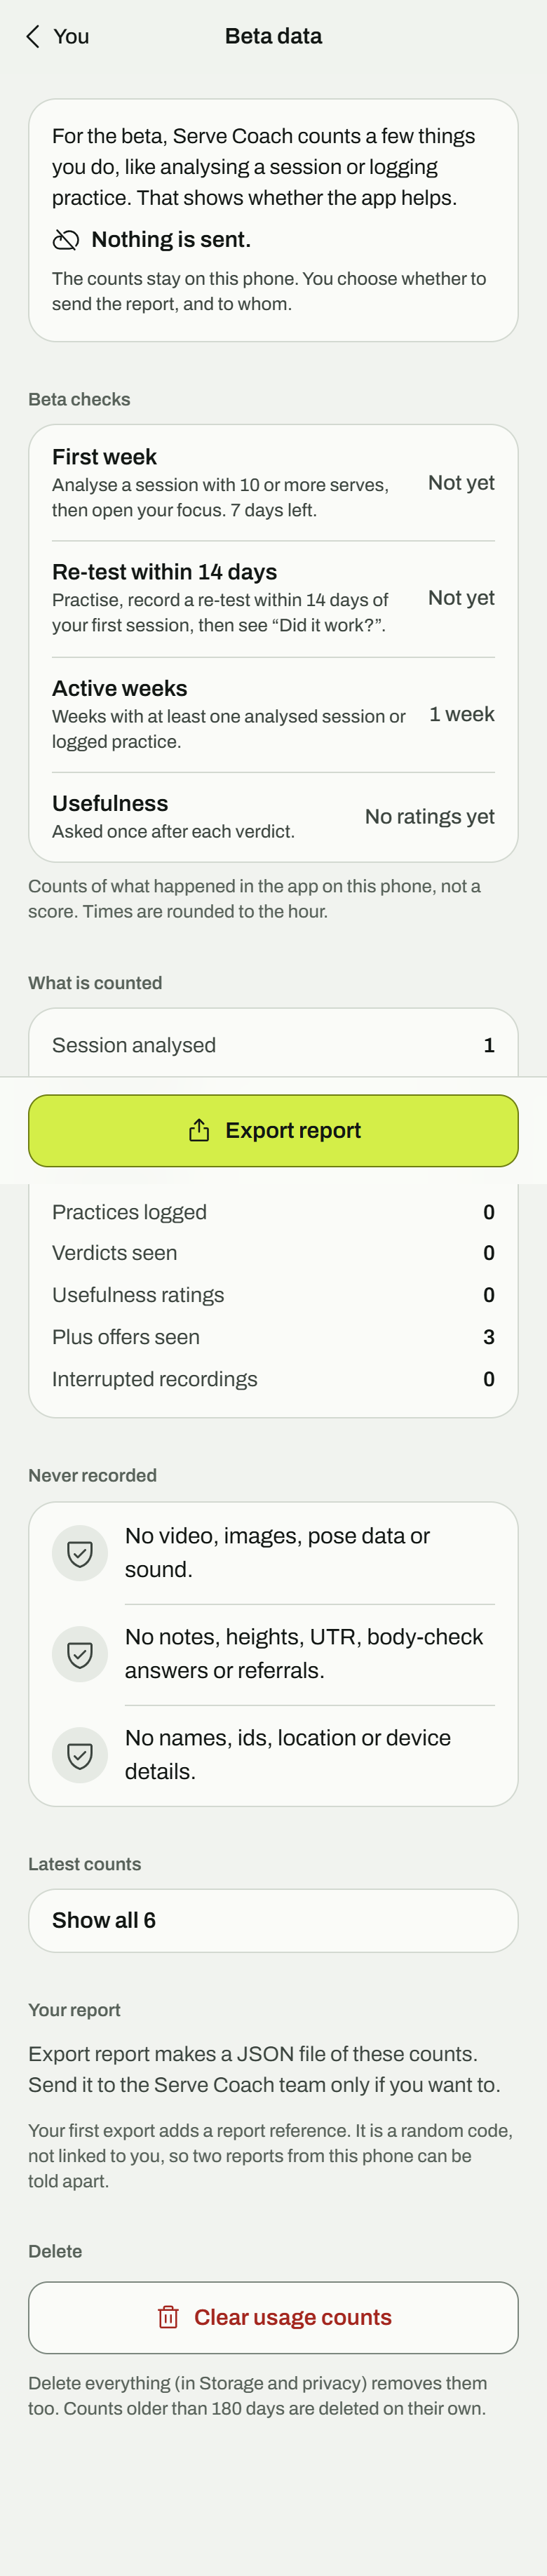 You
Beta data
For the beta, Serve Coach counts a few things
you do, like analysing a session or logging
practice. That shows whether the app helps.
Nothing is sent.
The counts stay on this phone. You choose whether to
send the report, and to whom.
Beta checks
First week
Analyse a session with 10 or more serves,
then open your focus. 7 days left.
Not yet
Re-test within 14 days
Practise, record a re-test within 14 days of
your first session, then see “Did it work?”.
Not yet
Active weeks
Weeks with at least one analysed session or
logged practice.
1 week
Usefulness
Asked once after each verdict.
No ratings yet
Counts of what happened in the app on this phone, not a
score. Times are rounded to the hour.
What is counted
Session analysed 1
Export report
Practices logged 0
Verdicts seen 0
Usefulness ratings 0
Plus offers seen 3
Interrupted recordings 0
Never recorded
No video, images, pose data or
sound.
No notes, heights, UTR, body-check
answers or referrals.
No names, ids, location or device
details.
Latest counts
Show all 6
Your report
Export report makes a JSON file of these counts.
Send it to the Serve Coach team only if you want to.
Your first export adds a report reference. It is a random code,
not linked to you, so two reports from this phone can be
told apart.
Delete
Clear usage counts
Delete everything (in Storage and privacy) removes them
too. Counts older than 180 days are deleted on their own.